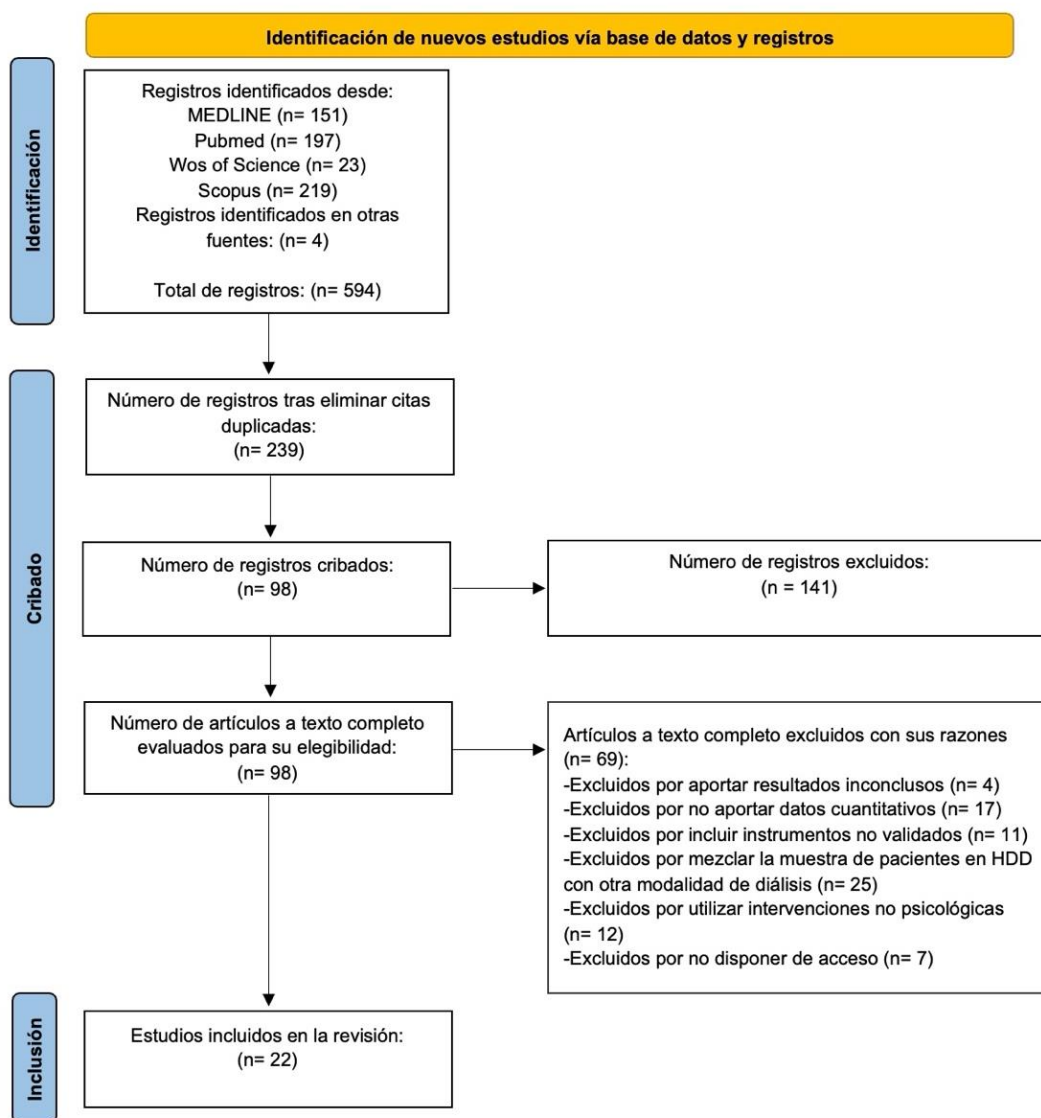 Identificación de nuevos estudios vía base de datos y registros
Identificación
Registros identificados desde:
MEDLINE (n= 151)
Pubmed (n= 197)
Wos of Science (n= 23)
Scopus (n= 219)
Registros identificados en otras
fuentes: (n= 4)
Total de registros: (n= 594)
Cribado
Número de registros tras eliminar citas
duplicadas:
(n= 239)
Número de registros cribados:
(n= 98)
Número de registros excluidos:
(n = 141)
Número de artículos a texto completo
evaluados para su elegibilidad:
(n= 98)
Artículos a texto completo excluidos con sus razones
(n= 69):
-Excluidos por aportar resultados inconclusos (n= 4)
-Excluidos por no aportar datos cuantitativos (n= 17)
-Excluidos por incluir instrumentos no validados (n= 11)
-Excluidos por mezclar la muestra de pacientes en HDD
con otra modalidad de diálisis (n= 25)
-Excluidos por utilizar intervenciones no psicológicas
(n= 12)
-Excluidos por no disponer de acceso (n= 7)
Inclusión
Estudios incluidos en la revisión:
(n= 22)